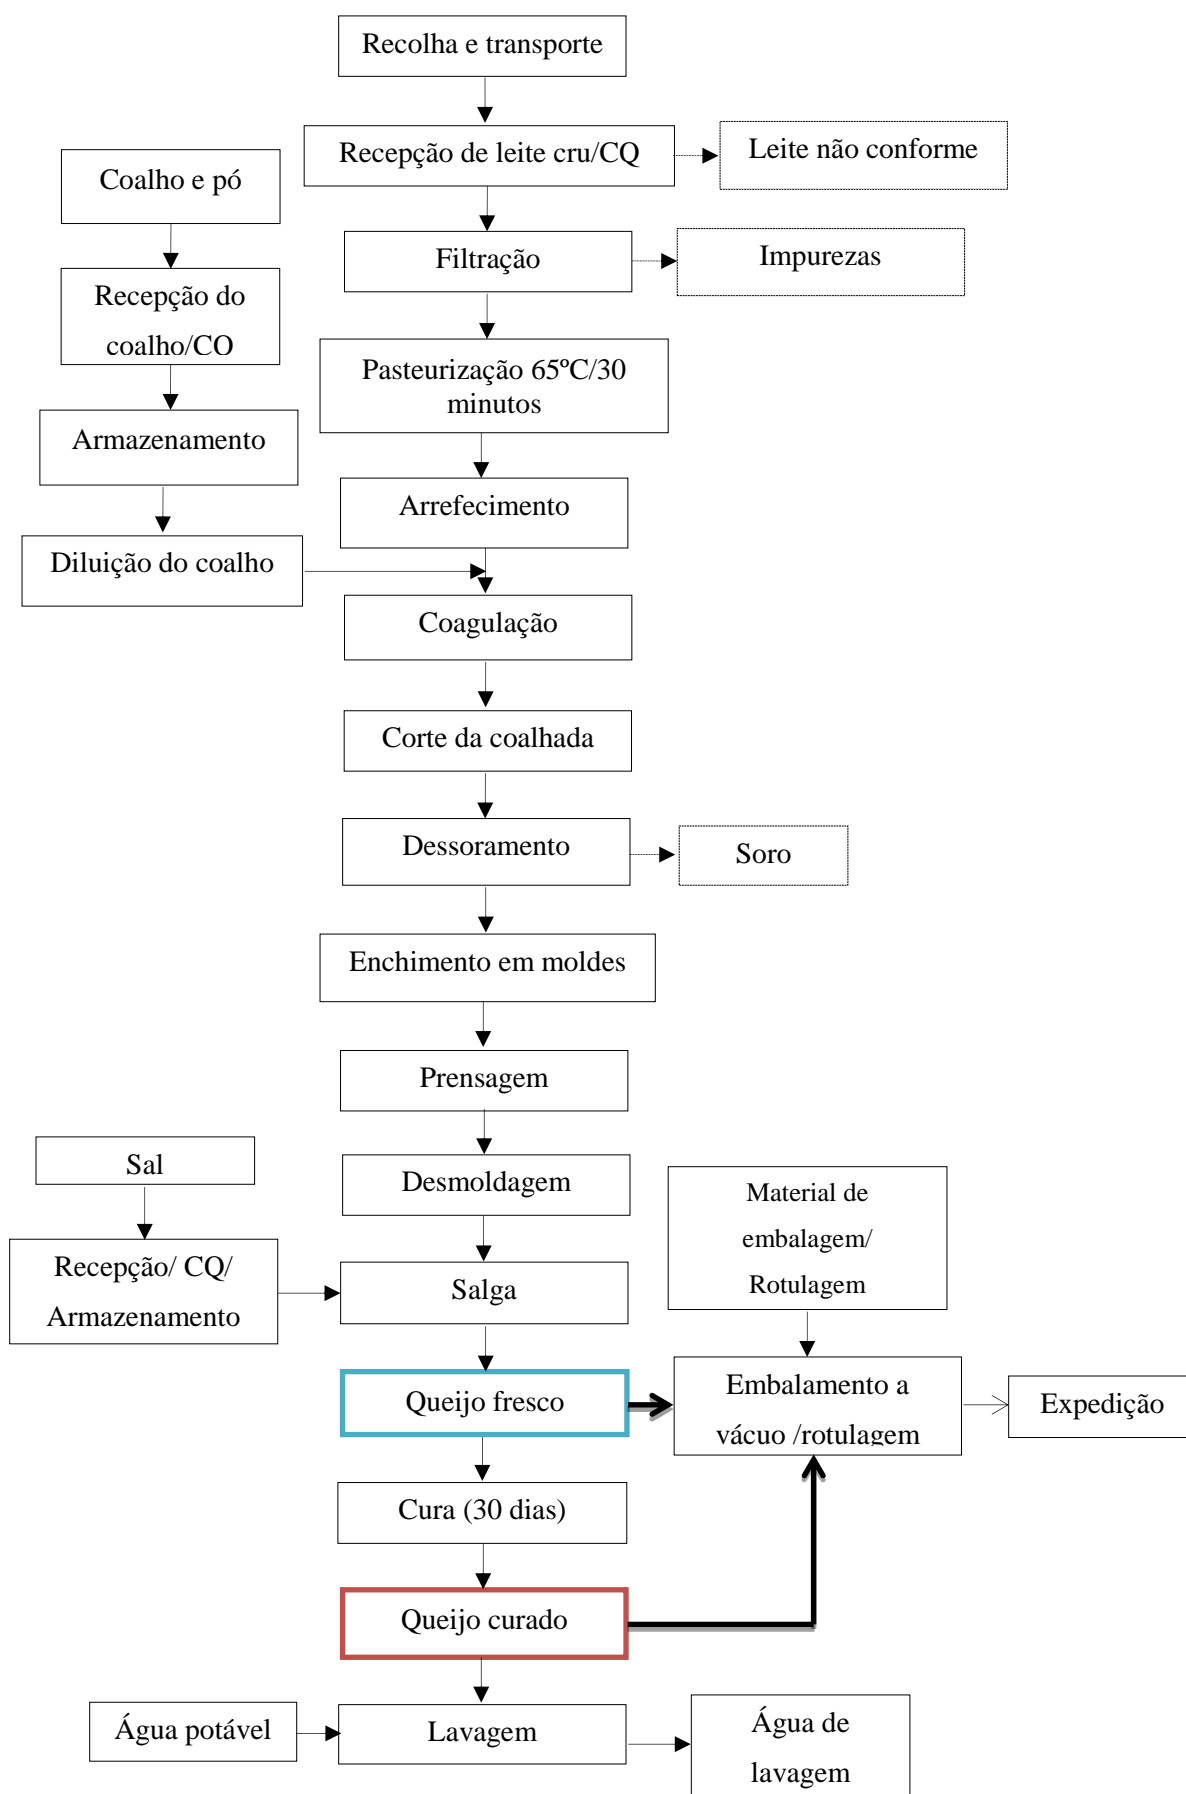 Recolha e transporte
Recepção de leite cru/CQ
Leite não conforme
Coalho e pó
Filtração
Impurezas
Recepção do
coalho/CO
Pasteurização 65ºC/30
minutos
Armazenamento
Arrefecimento
Diluição do coalho
Coagulação
Corte da coalhada
Dessoramento
Soro
Enchimento em moldes
Prensagem
Sal
Desmoldagem
Material de
embalagem/
Rotulagem
Recepção/ CQ/
Armazenamento
Salga
Queijo fresco
Embalamento a
vácuo /rotulagem
Expedição
Cura (30 dias)
Queijo curado
Água potável
Lavagem
Água de
lavagem